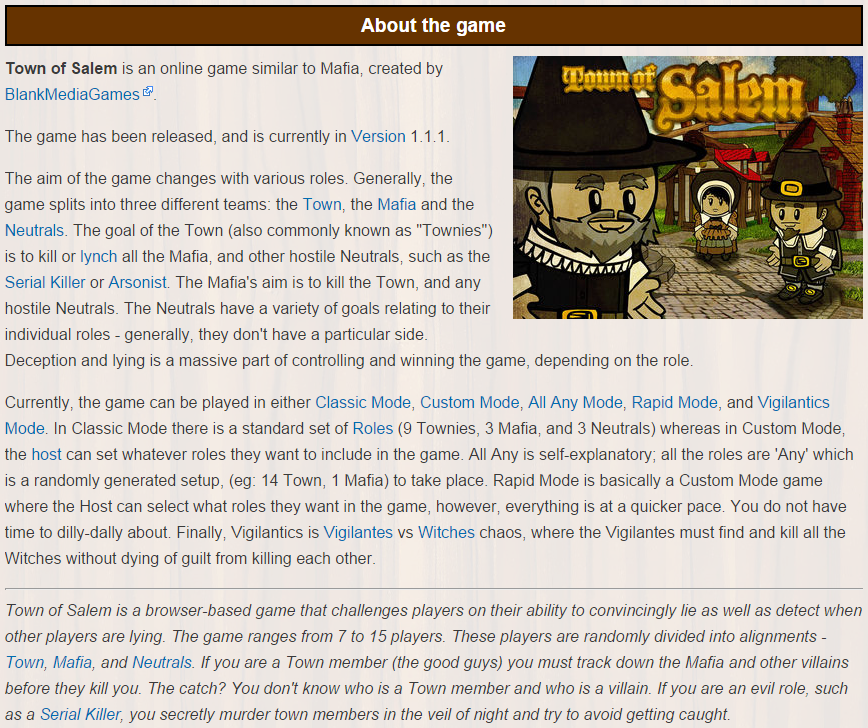 About the game
Town of Salem is an online game similar to Mafia, created by
BlankMediaGames.
Town of
Salem
The game has been released, and is currently in Version 1.1.1.
The aim of the game changes with various roles. Generally, the
game splits into three different teams: the Town, the Mafia and the
Neutrals. The goal of the Town (also commonly known as "Townies")
is to kill or lynch all the Mafia, and other hostile Neutrals, such as the
Serial Killer or Arsonist. The Mafia's aim is to kill the Town, and any
hostile Neutrals. The Neutrals have a variety of goals relating to their
individual roles - generally, they don't have a particular side.
Deception and lying is a massive part of controlling and winning the game, depending on the role.
Currently, the game can be played in either Classic Mode, Custom Mode, All Any Mode, Rapid Mode, and Vigilantics
Mode. In Classic Mode there is a standard set of Roles (9 Townies, 3 Mafia, and 3 Neutrals) whereas in Custom Mode,
the host can set whatever roles they want to include in the game. All Any is self-explanatory; all the roles are 'Any' which
is a randomly generated setup, (eg: 14 Town, 1 Mafia) to take place. Rapid Mode is basically a Custom Mode game
where the Host can select what roles they want in the game, however, everything is at a quicker pace. You do not have
time to dilly-dally about. Finally, Vigilantics is Vigilantes vs Witches chaos, where the Vigilantes must find and kill all the
Witches without dying of guilt from killing each other.
Town of Salem is a browser-based game that challenges players on their ability to convincingly lie as well as detect when
other players are lying. The game ranges from 7 to 15 players. These players are randomly divided into alignments -
Town, Mafia, and Neutrals. If you are a Town member (the good guys) you must track down the Mafia and other villains
before they kill you. The catch? You don't know who is a Town member and who is a villain. If you are an evil role, such
as a Serial Killer, you secretly murder town members in the veil of night and try to avoid getting caught.